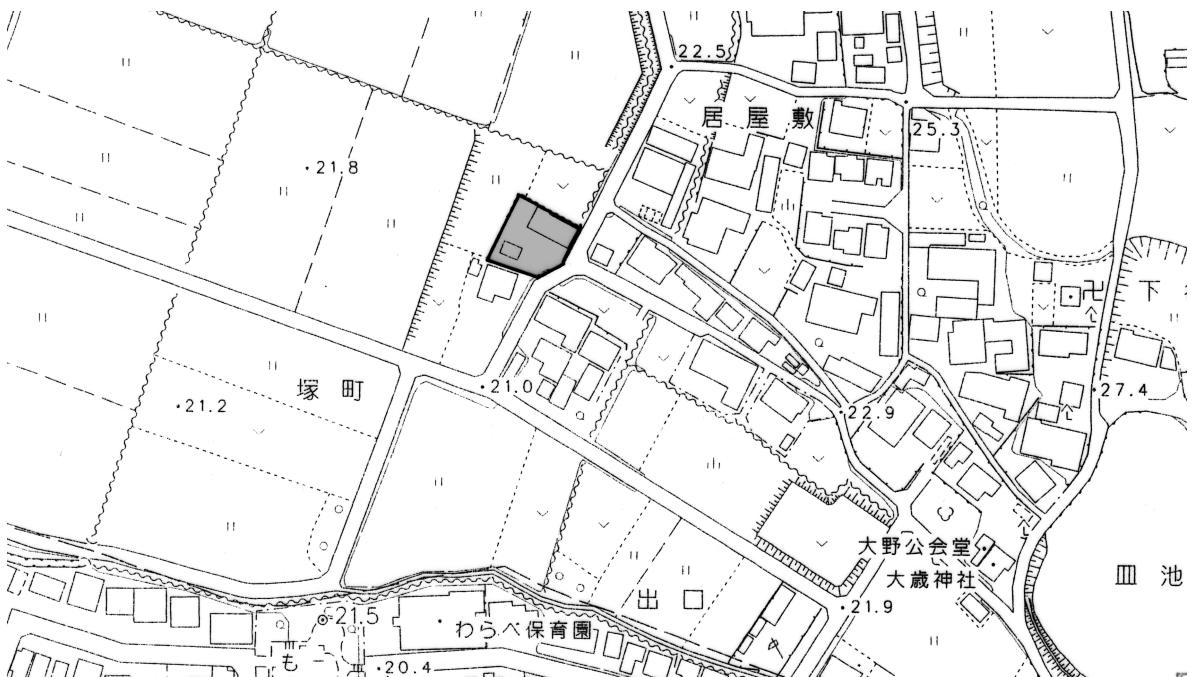 22.5
居屋敷
25.3
21.8
下
塚町
21.0
27.4
21.2
22.9
大野公会堂
大歳神社
皿池
出口
21.9
21.5
わらべ保育園
も
20.4